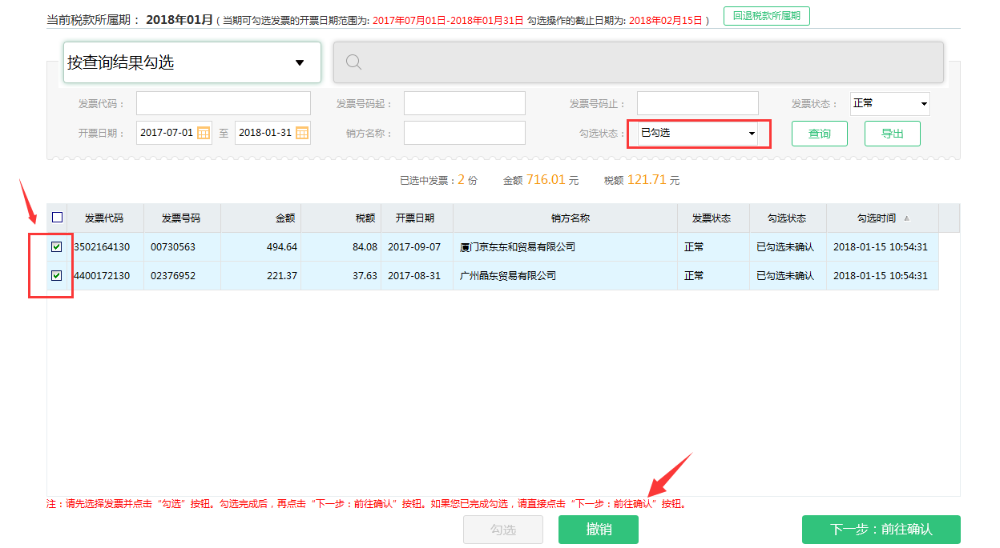 当前税款所属期： 2018年01月 ( 当期可勾选发票的开票日期范围为: 2017年07月01日-2018年01月31日 勾选操作的截止日期为: 2018年02月15日 ) 回退税款所属期
按查询结果勾选
发票代码： 发票号码起： 发票号码止： 发票状态： 正常
开票日期： 2017-07-01 至 2018-01-31 销方名称： 勾选状态： 已勾选 查询 导出
已选中发票：2 份 金额 716.01 元 税额 121.71 元
发票代码 发票号码 金额 税额 开票日期 销方名称 发票状态 勾选状态 勾选时间
3502164130 00730563 494.64 84.08 2017-09-07 厦门京东东和贸易有限公司 正常 已勾选未确认 2018-01-15 10:54:31
4400172130 02376952 221.37 37.63 2017-08-31 广州晶东贸易有限公司 正常 已勾选未确认 2018-01-15 10:54:31
注：请先选择发票并点击“勾选”按钮。勾选完成后，再点击“下一步：前往确认”按钮。如果您已完成勾选，请直接点击“下一步：前往确认”按钮。
勾选 撤销 下一步：前往确认